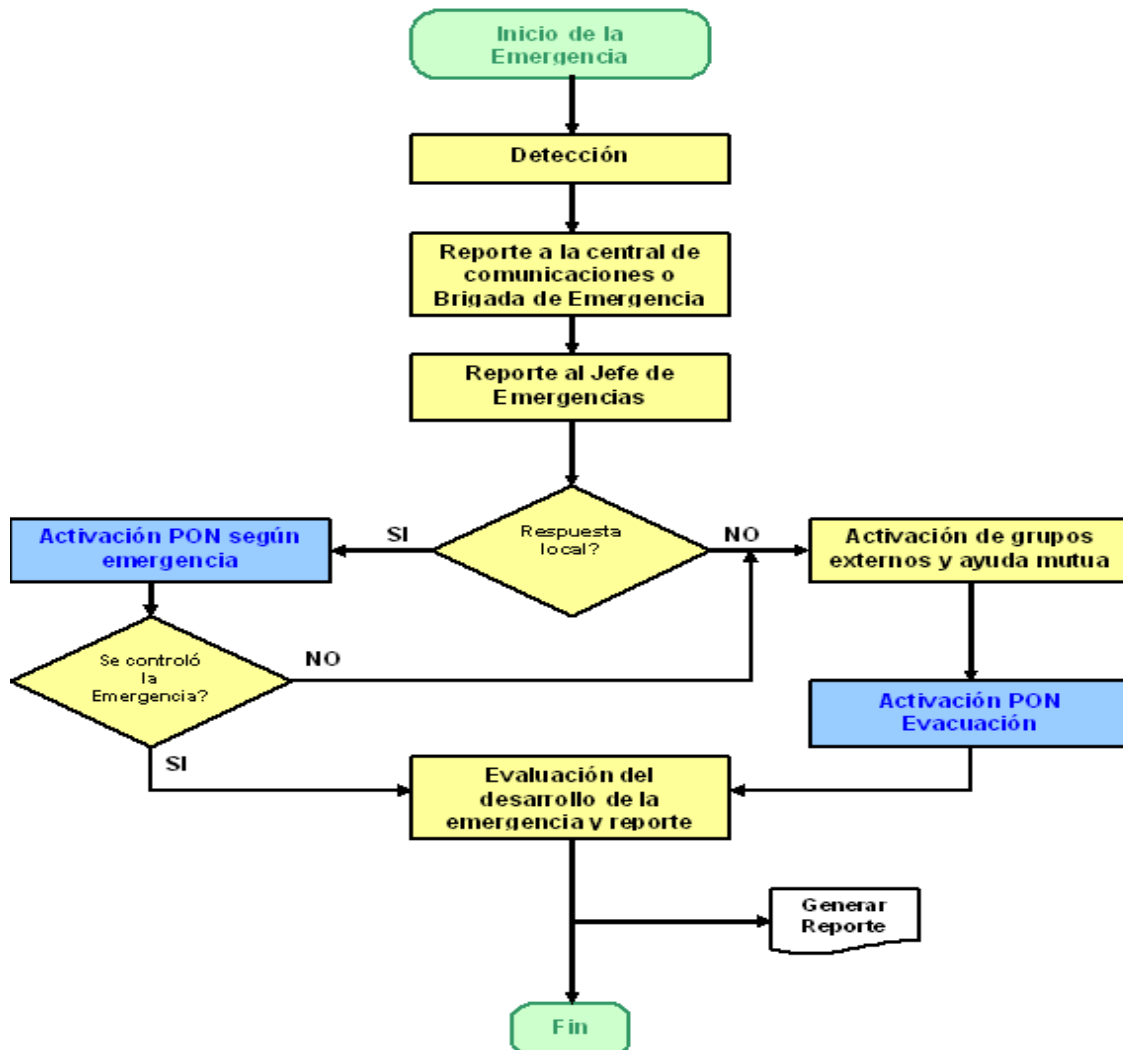 Inicio de la
Emergencia
Detección
Reporte a la central de
comunicaciones o
Brigada de Emergencia
Reporte al Jefe de
Emergencias
Respuesta
local?
SI
NO
Activación PON según
emergencia
Activación de grupos
externos y ayuda mutua
Se controló
la
Emergencia?
NO
SI
Activación PON
Evacuación
Evaluación del
desarrollo de la
emergencia y reporte
Generar
Reporte
Fin